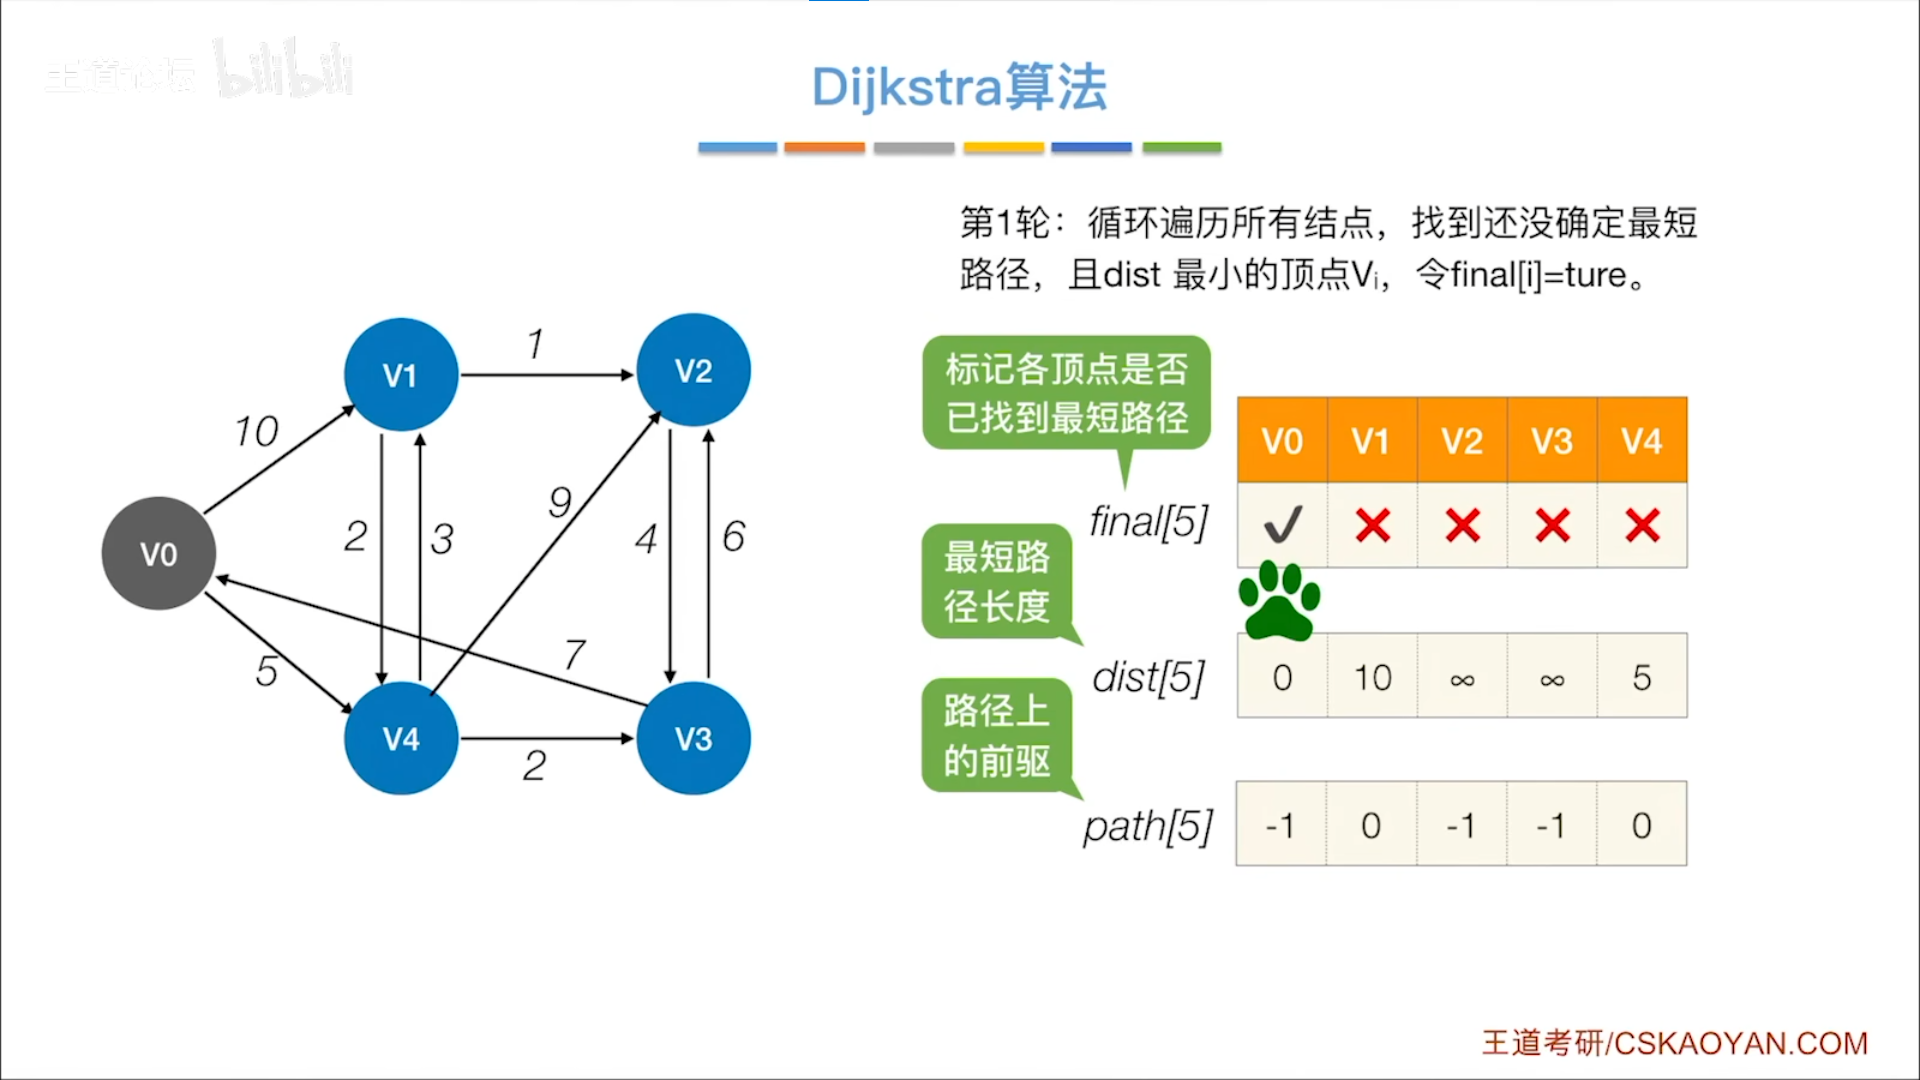 王道论坛 bilibili
Dijkstra算法
第1轮：循环遍历所有结点，找到还没确定最短
路径，且dist 最小的顶点Vi，令final[i]=ture。
V0
V1
V2
V4
V3
10
1
2
3
9
4
6
5
7
2
标记各顶点是否
已找到最短路径
V0 V1 V2 V3 V4
final[5] ✓ ✕ ✕ ✕ ✕
最短路
径长度
dist[5] 0 10 ∞ ∞ 5
路径上
的前驱
path[5] -1 0 -1 -1 0
王道考研/CSKAOYAN.COM